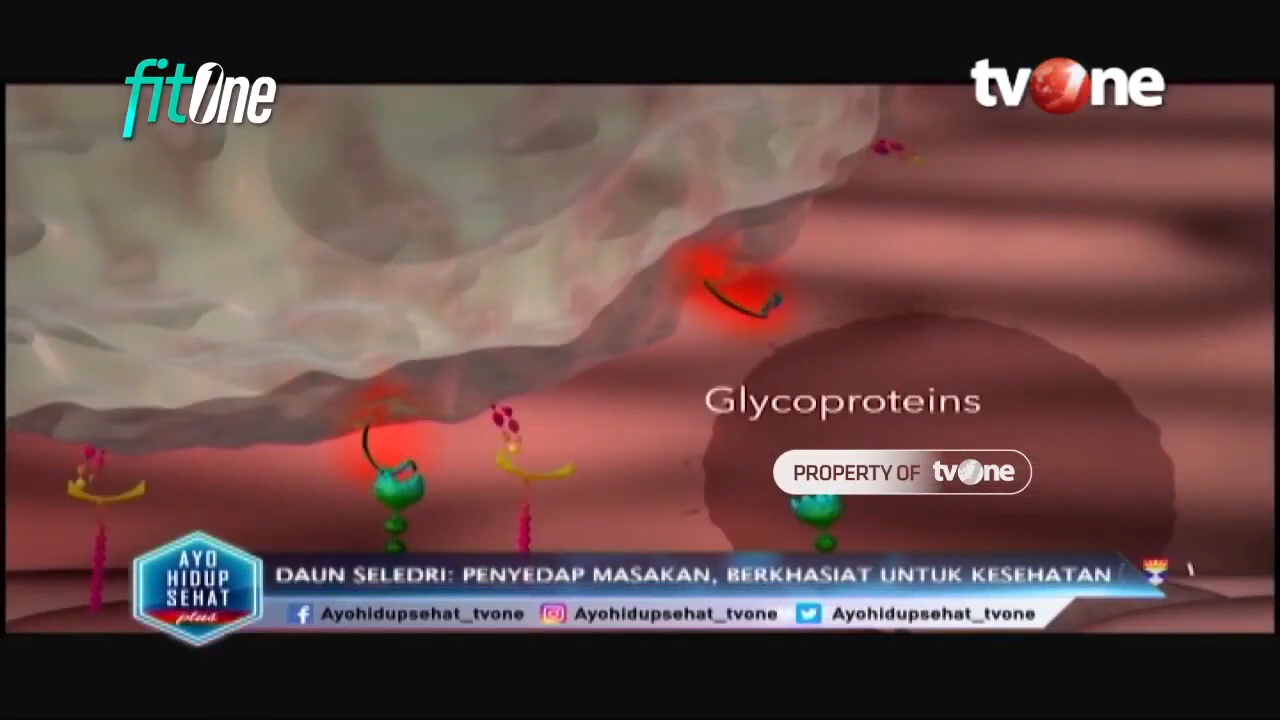 fitOne
tvOne
Glycoproteins
PROPERTY OF tvOne
AYO
HIDUP
SEHAT
plus
DAUN SELEDRI: PENYEDAP MASAKAN, BERKHASIAT UNTUK KESEHATAN
Ayohidupsehat_tvone Ayohidupsehat_tvone Ayohidupsehat_tvone